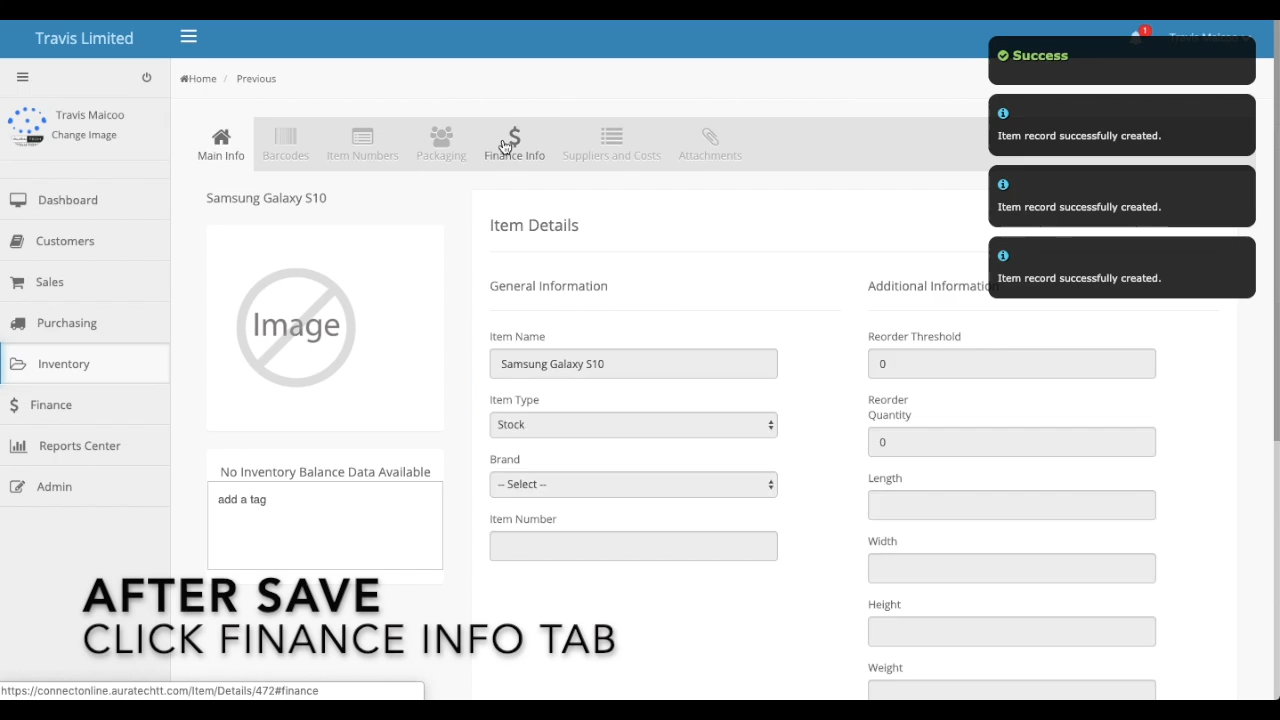 Travis Limited
1
Success
Home / Previous
Item record successfully created.
Item record successfully created.
Item record successfully created.
Travis Maicoo
Change Image
Main Info
Barcodes
Item Numbers
Packaging
Finance Info
Suppliers and Costs
Attachments
Dashboard
Customers
Sales
Purchasing
Inventory
Finance
Reports Center
Admin
Samsung Galaxy S10
Image
No Inventory Balance Data Available
add a tag
Item Details
General Information
Item Name
Samsung Galaxy S10
Item Type
Stock
Brand
-- Select --
Item Number
Additional Information
Reorder Threshold
0
Reorder
Quantity
0
Length
Width
Height
Weight
AFTER SAVE
CLICK FINANCE INFO TAB
https://connectonline.auratechtt.com/Item/Details/472#finance